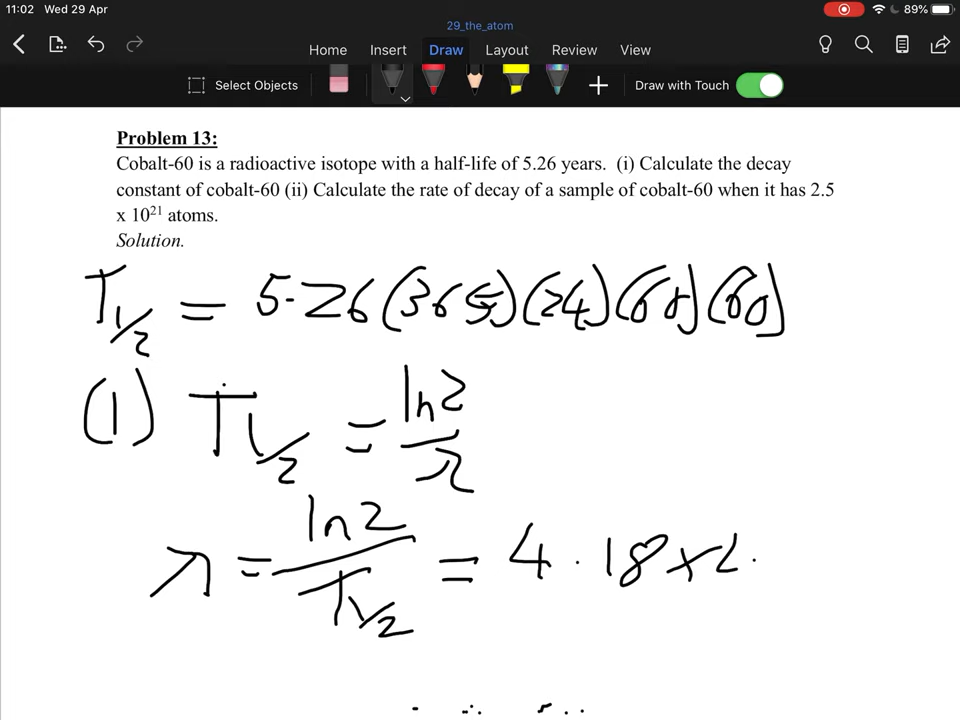 11:02 Wed 29 Apr 89%
29_the_atom
Home Insert Draw Layout Review View
Select Objects Draw with Touch
Problem 13:
Cobalt-60 is a radioactive isotope with a half-life of 5.26 years. (i) Calculate the decay
constant of cobalt-60 (ii) Calculate the rate of decay of a sample of cobalt-60 when it has 2.5
x 10²¹ atoms.
Solution.
T₁/₂ = 5.26 (365) (24) (60) (60)
(1) T₁/₂ = ln2/λ
λ = ln2/T₁/₂ = 4.18 x